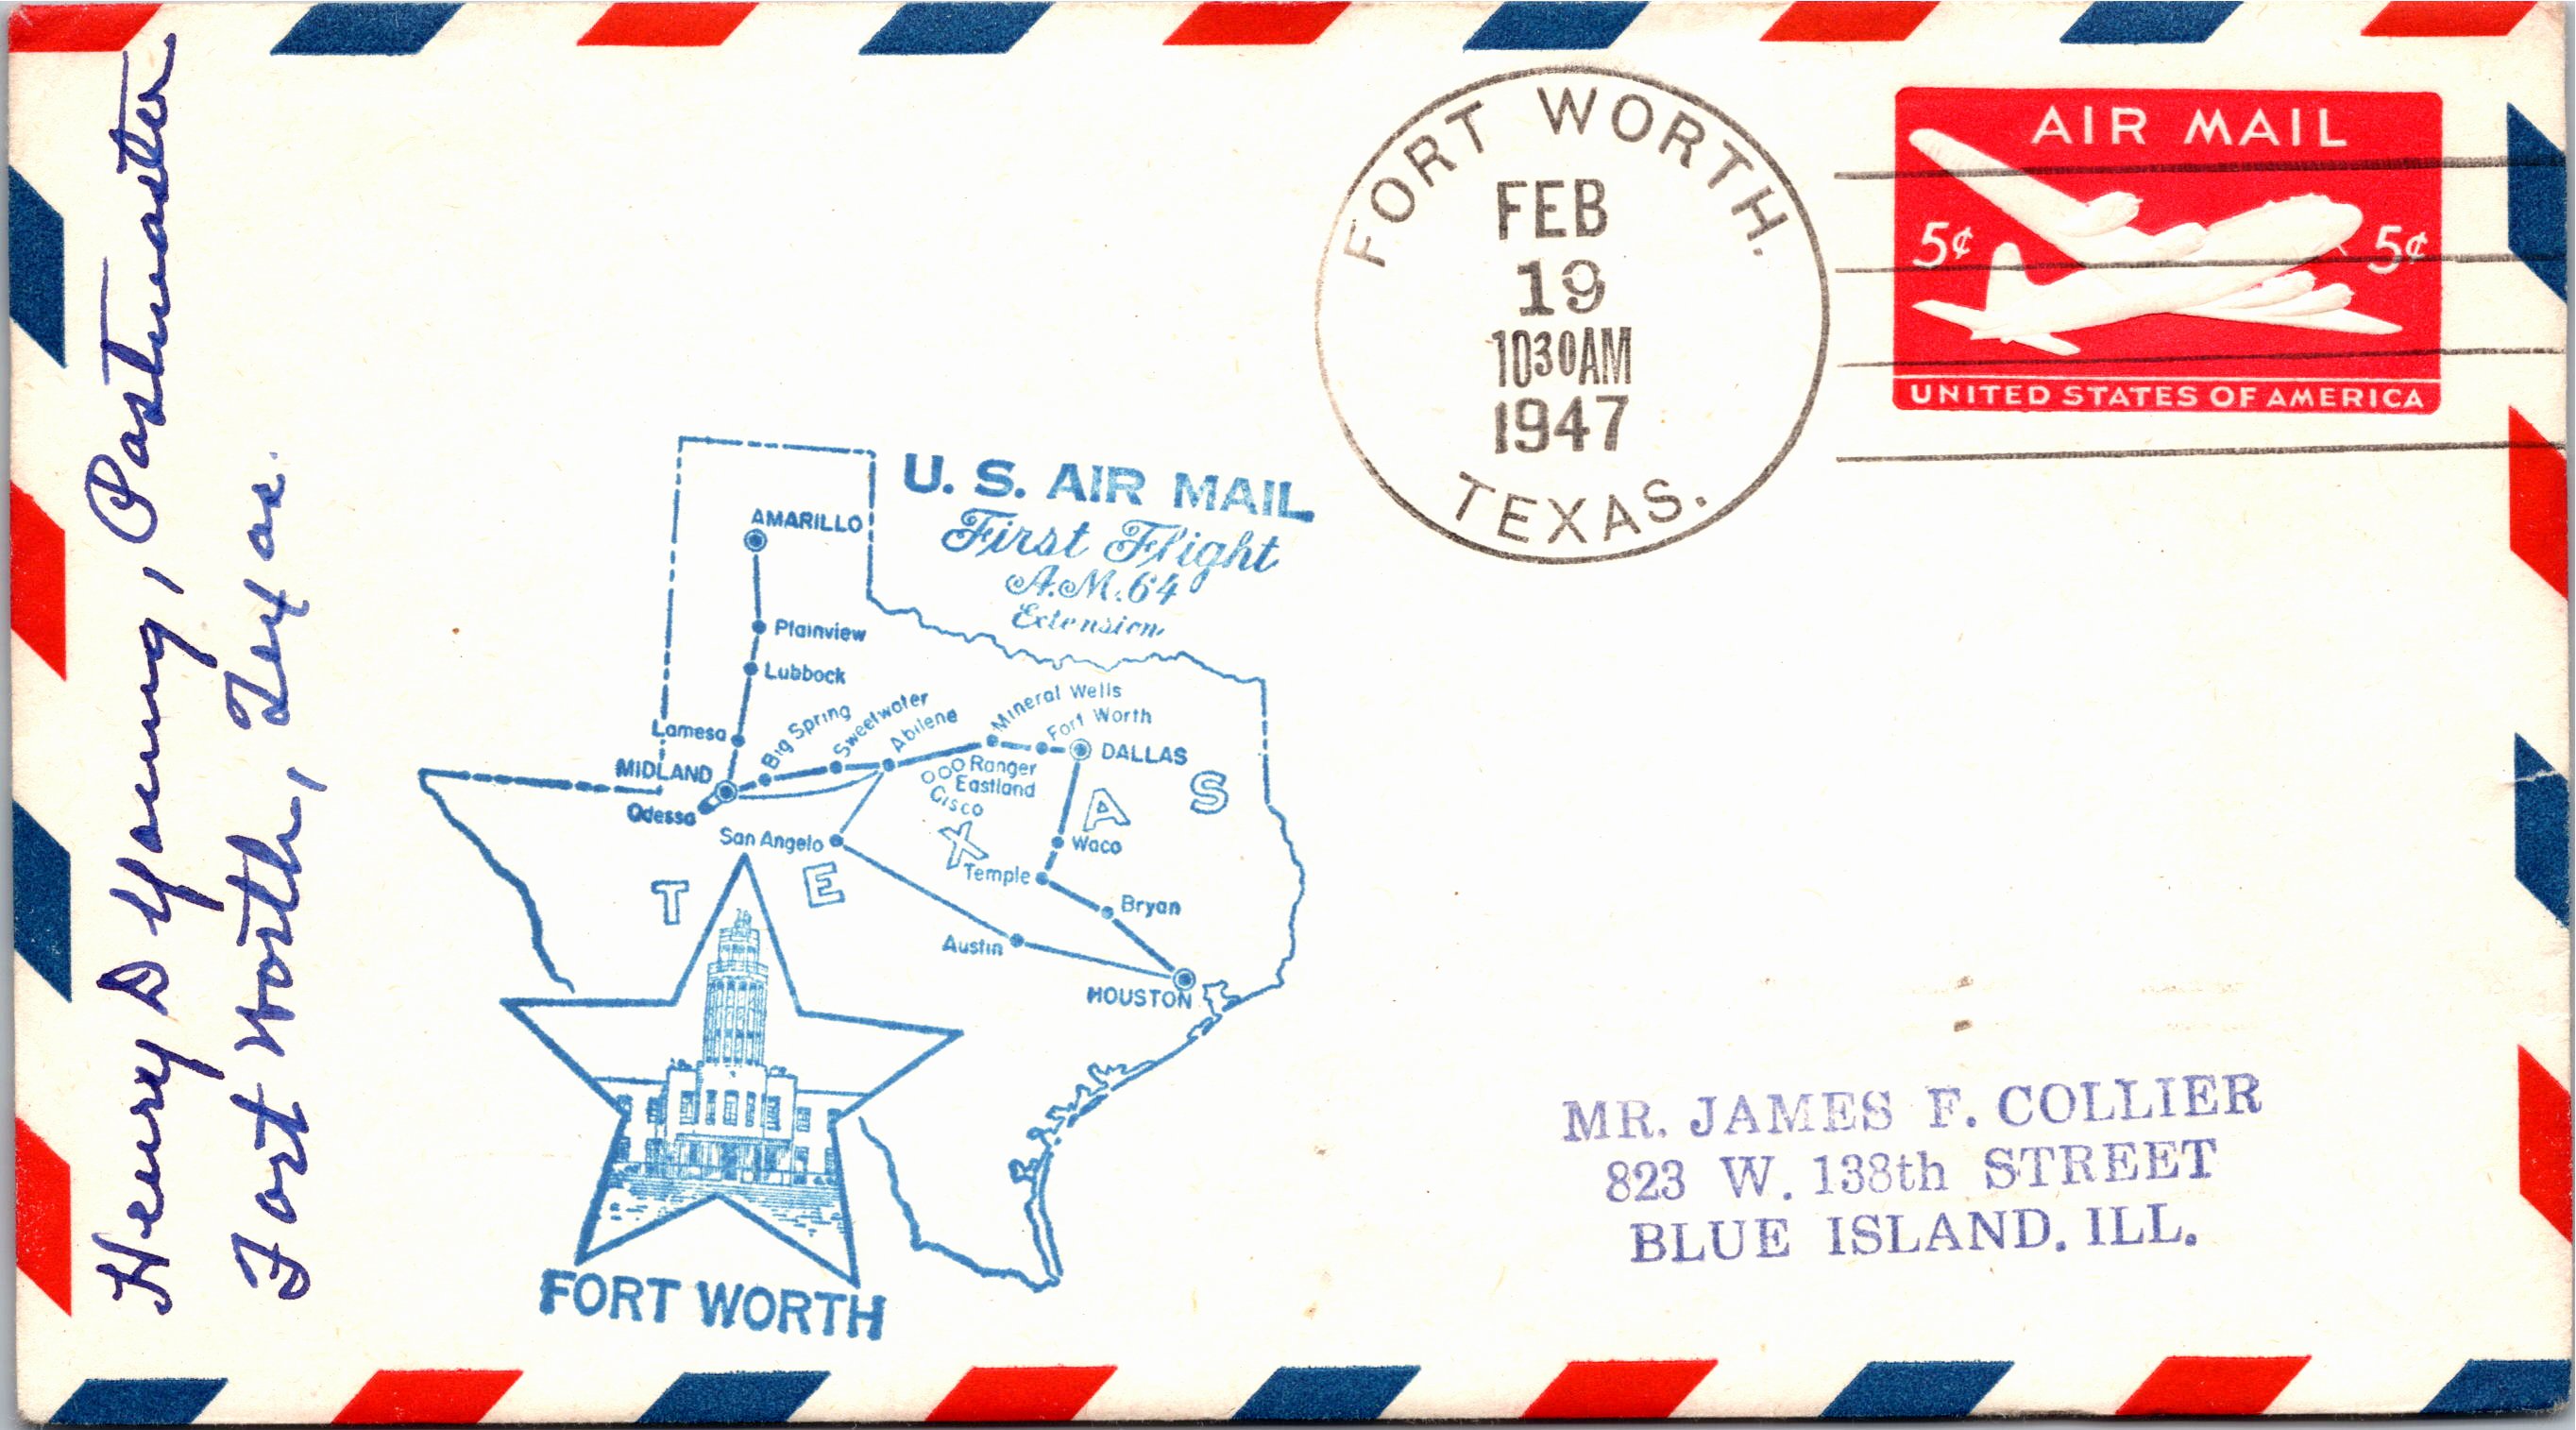 Henry D Young, Postmaster
Fort Worth, Texas.
FORT WORTH.
FEB
19
1030AM
1947
TEXAS.
AIR MAIL
5¢ 5¢
UNITED STATES OF AMERICA
U. S. AIR MAIL
First Flight
A.M.64
Extension
AMARILLO
Plainview
Lubbock
Lamesa
Big Spring
Sweetwater
Abilene
Mineral Wells
Fort Worth
DALLAS
MIDLAND
Odessa
Ranger
Eastland
Cisco
San Angelo
Waco
Temple
Bryan
Austin
HOUSTON
T E X A S
FORT WORTH
MR. JAMES F. COLLIER
823 W. 138th STREET
BLUE ISLAND, ILL.